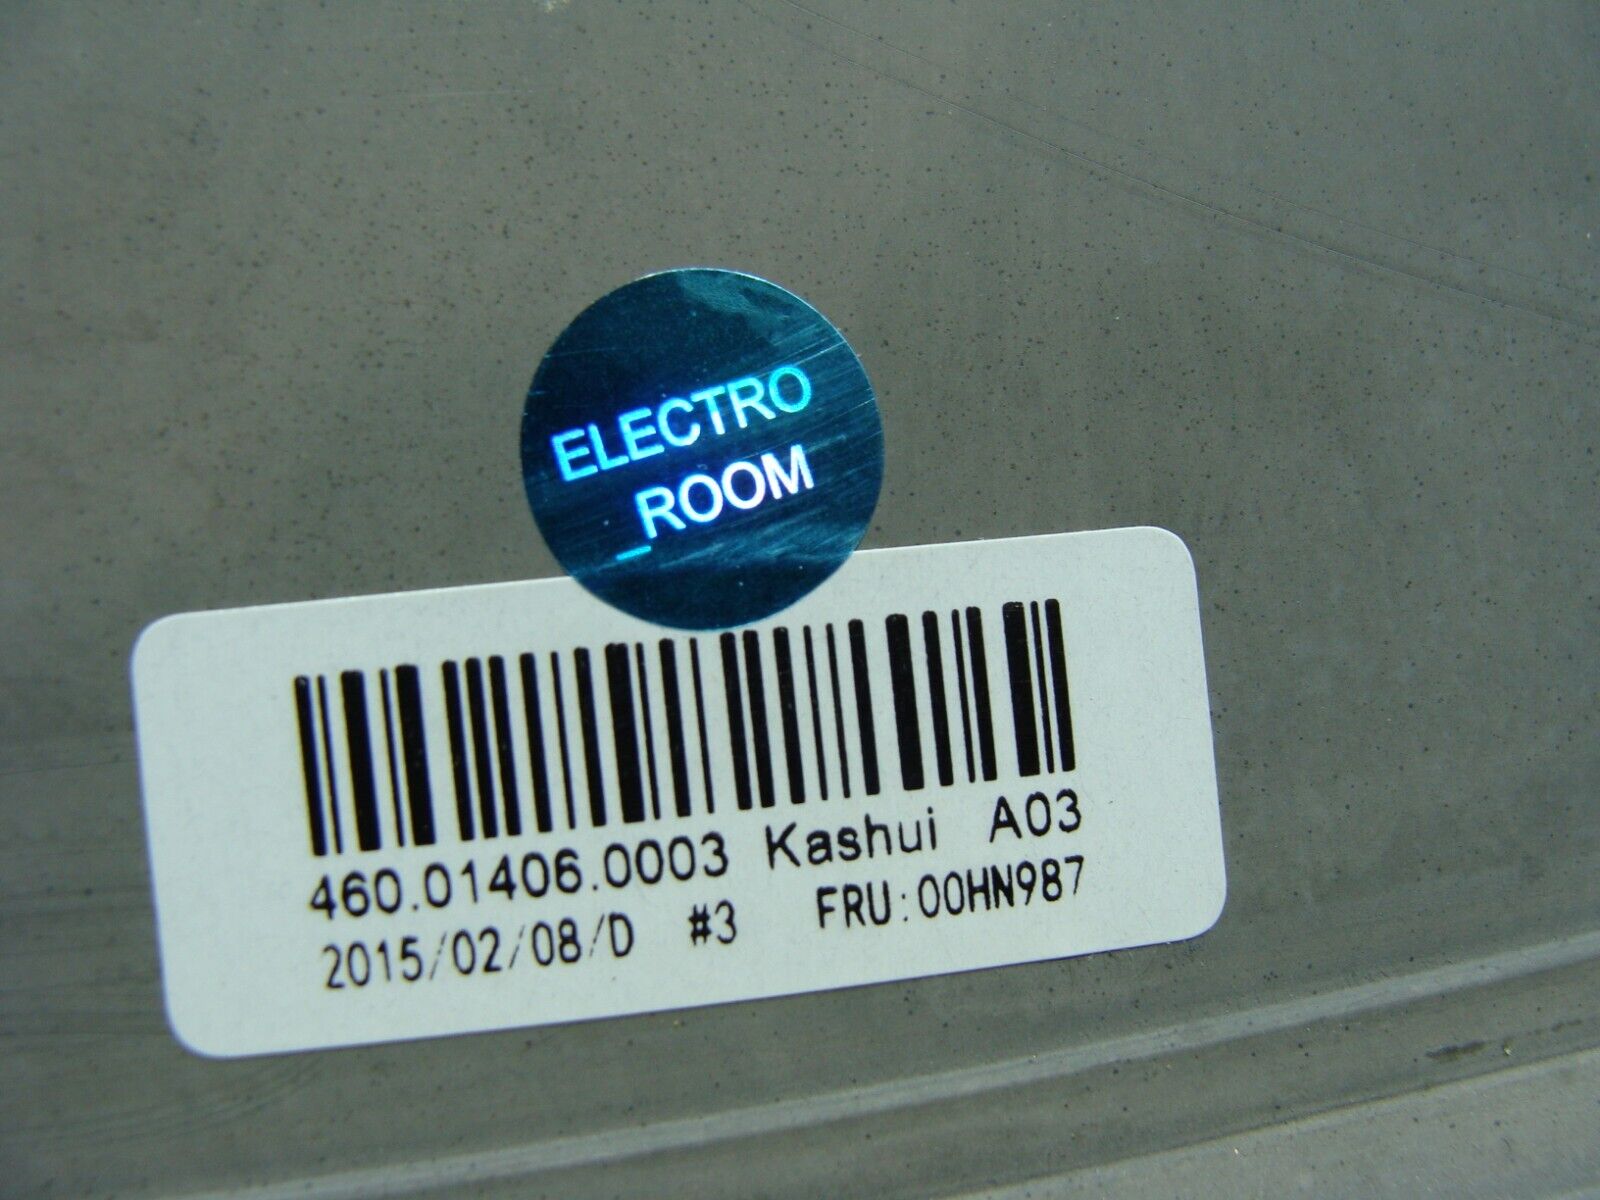 ELECTRO
_ROOM
460.01406.0003 Kashui A03
2015/02/08/D #3 FRU:00HN987